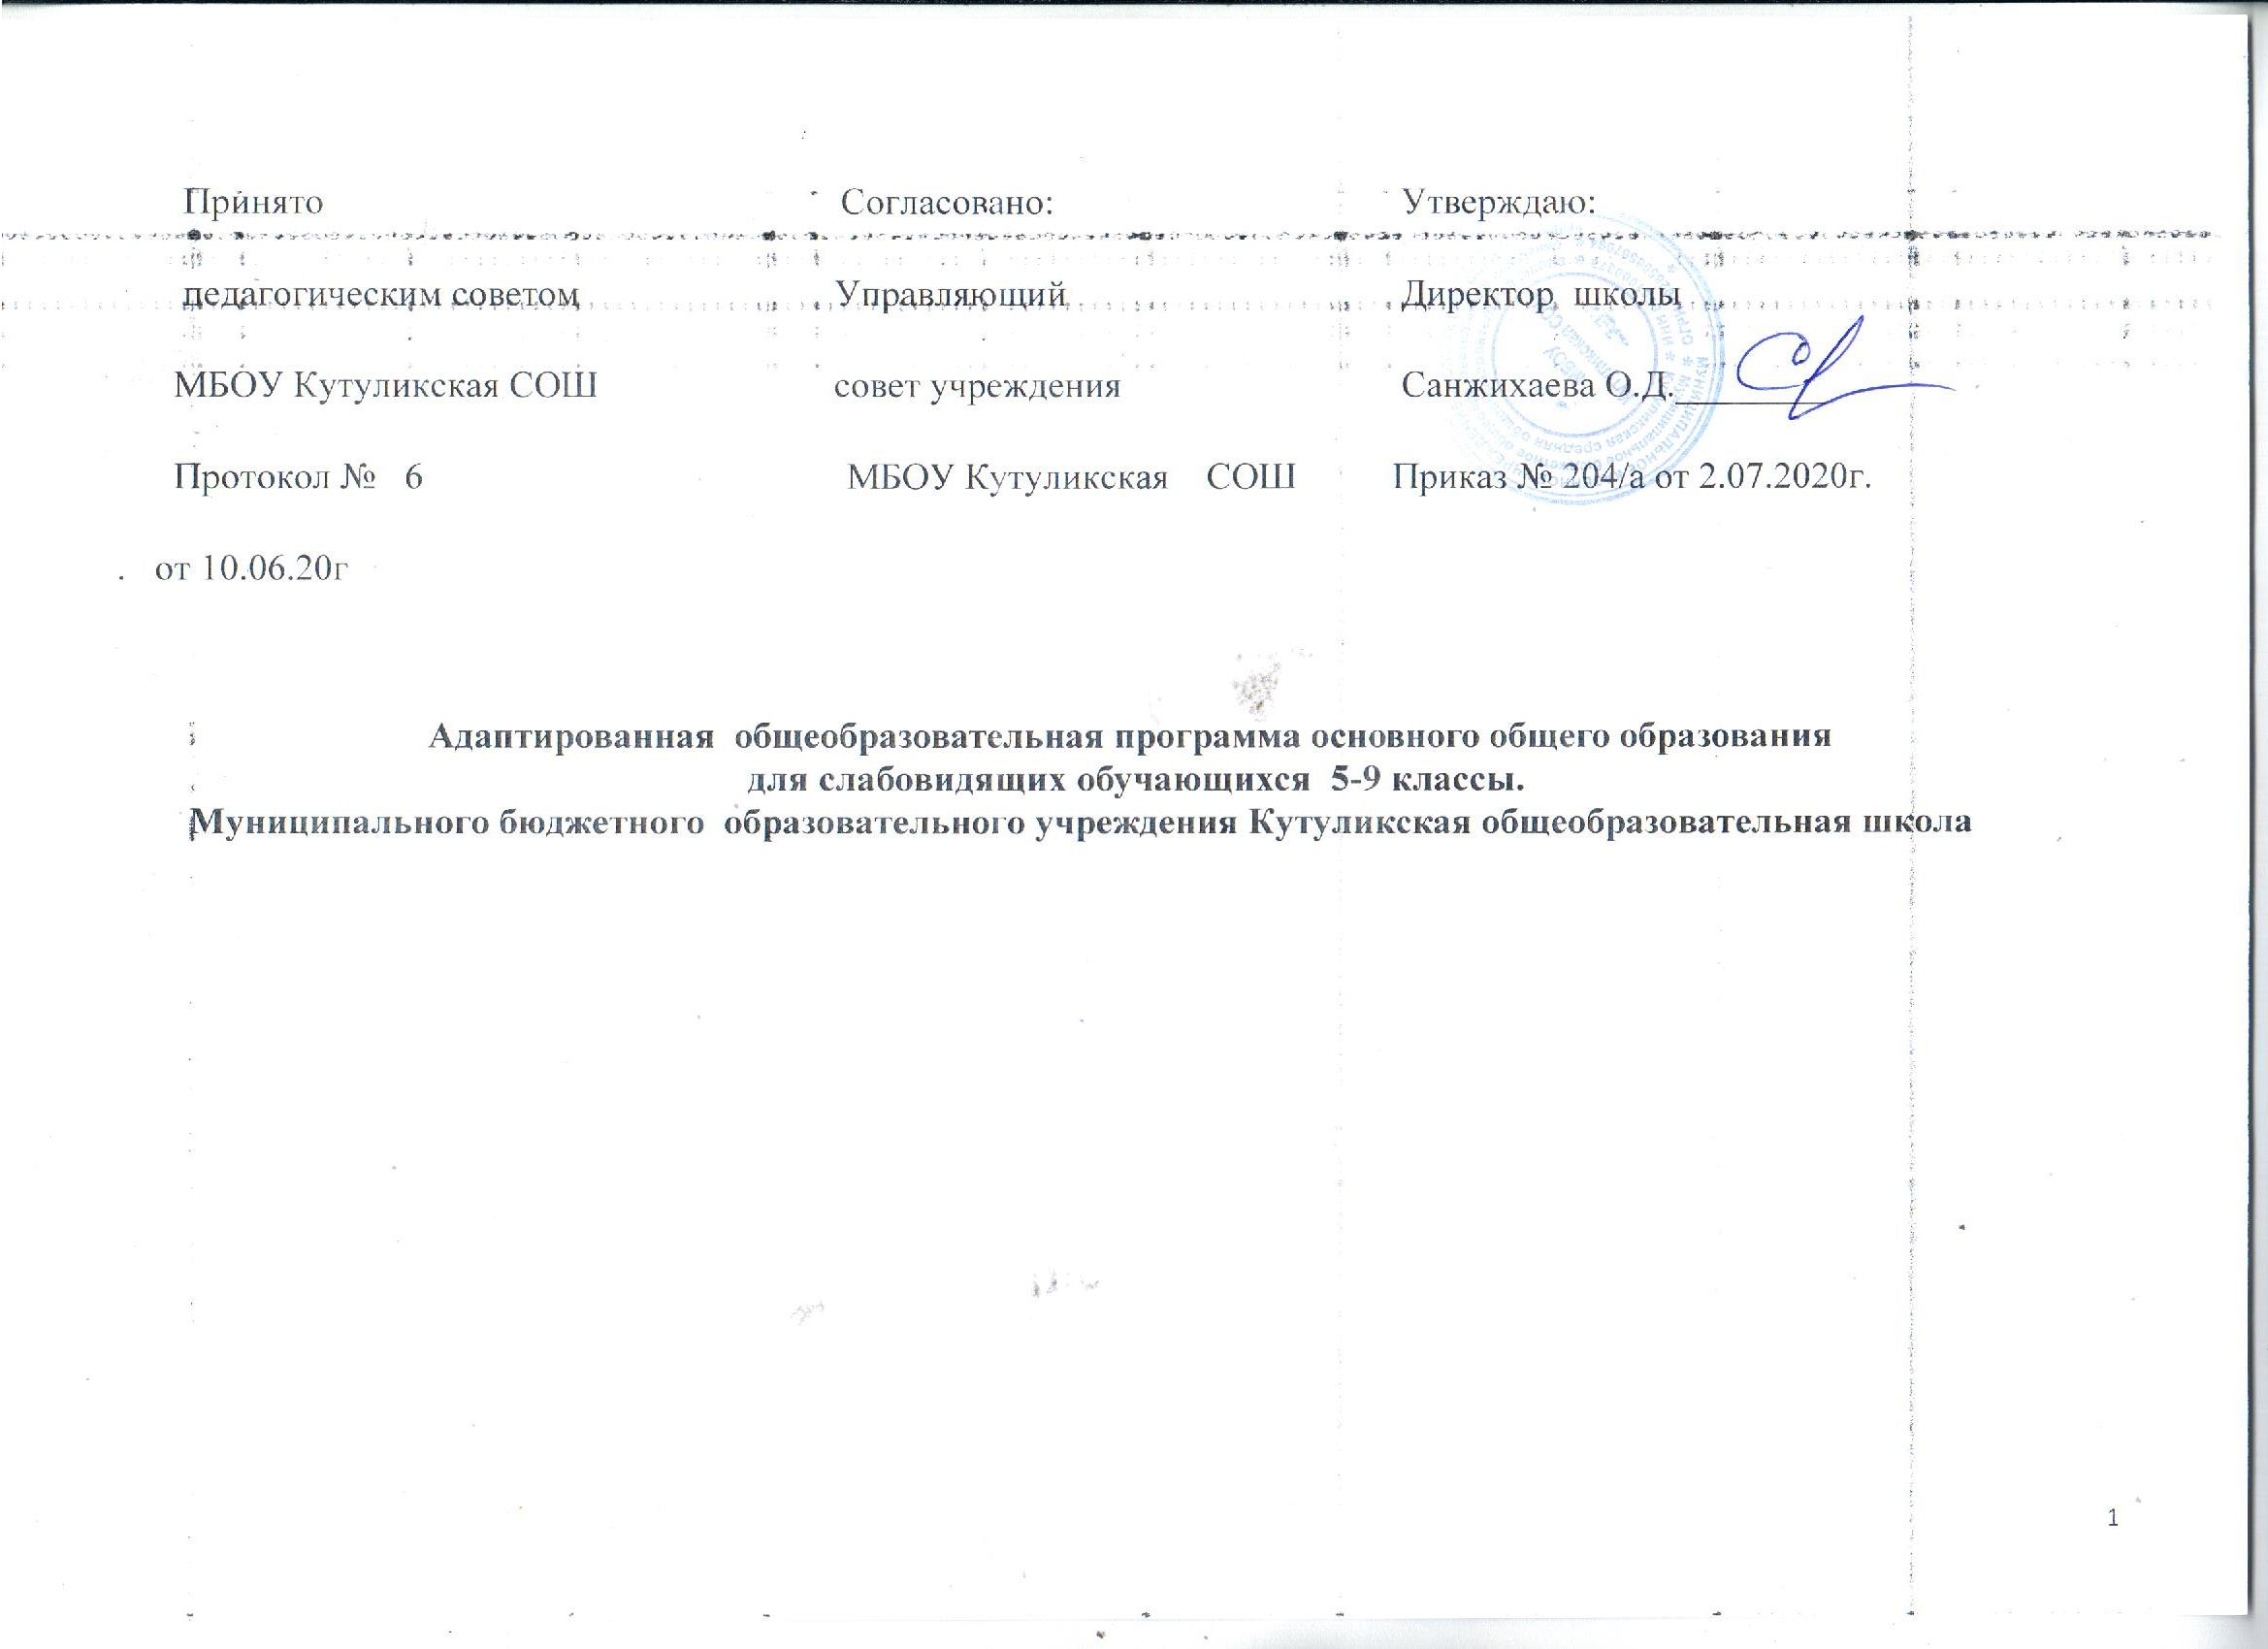 Принято
педагогическим советом
МБОУ Кутуликская СОШ
Протокол № 6
от 10.06.20г
Согласовано:
Управляющий
совет учреждения
МБОУ Кутуликская СОШ
Утверждаю:
Директор школы
Санжихаева О.Д.__________
Приказ № 204/а от 2.07.2020г.
Адаптированная общеобразовательная программа основного общего образования
для слабовидящих обучающихся 5-9 классы.
Муниципального бюджетного образовательного учреждения Кутуликская общеобразовательная школа
1